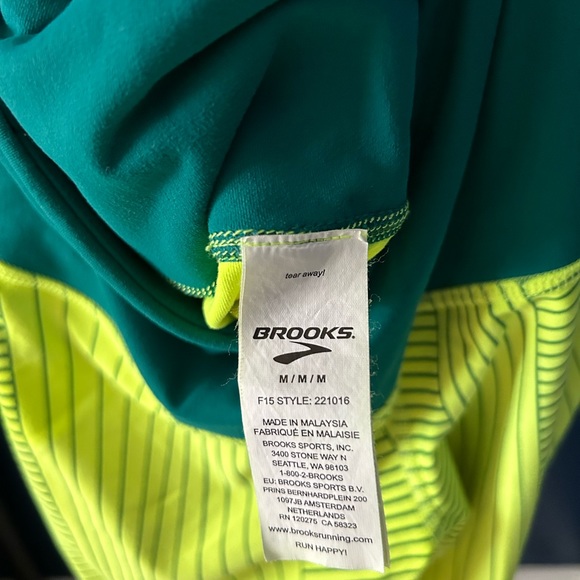 tear away!
BROOKS®
M / M / M
F15 STYLE: 221016
MADE IN MALAYSIA
FABRIQUÉ EN MALAISIE
BROOKS SPORTS, INC.
3400 STONE WAY N
SEATTLE, WA 98103
1-800-2-BROOKS
EU: BROOKS SPORTS B.V.
PRINS BERNHARDPLEIN 200
1097JB AMSTERDAM
NETHERLANDS
RN 120275 CA 58323
www.brooksrunning.com
RUN HAPPY!